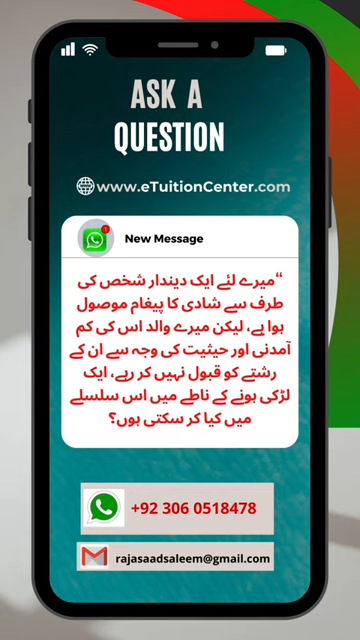 ASK A
QUESTION
www.eTuitionCenter.com
New Message
“میرے لئے ایک دیندار شخص کی
طرف سے شادی کا پیغام موصول
ہوا ہے، لیکن میرے والد اس کی کم
آمدنی اور حیثیت کی وجہ سے ان کے
رشتے کو قبول نہیں کر رہے، ایک
لڑکی ہونے کے ناطے میں اس سلسلے
میں کیا کر سکتی ہوں؟
+92 306 0518478
rajasaadsaleem@gmail.com